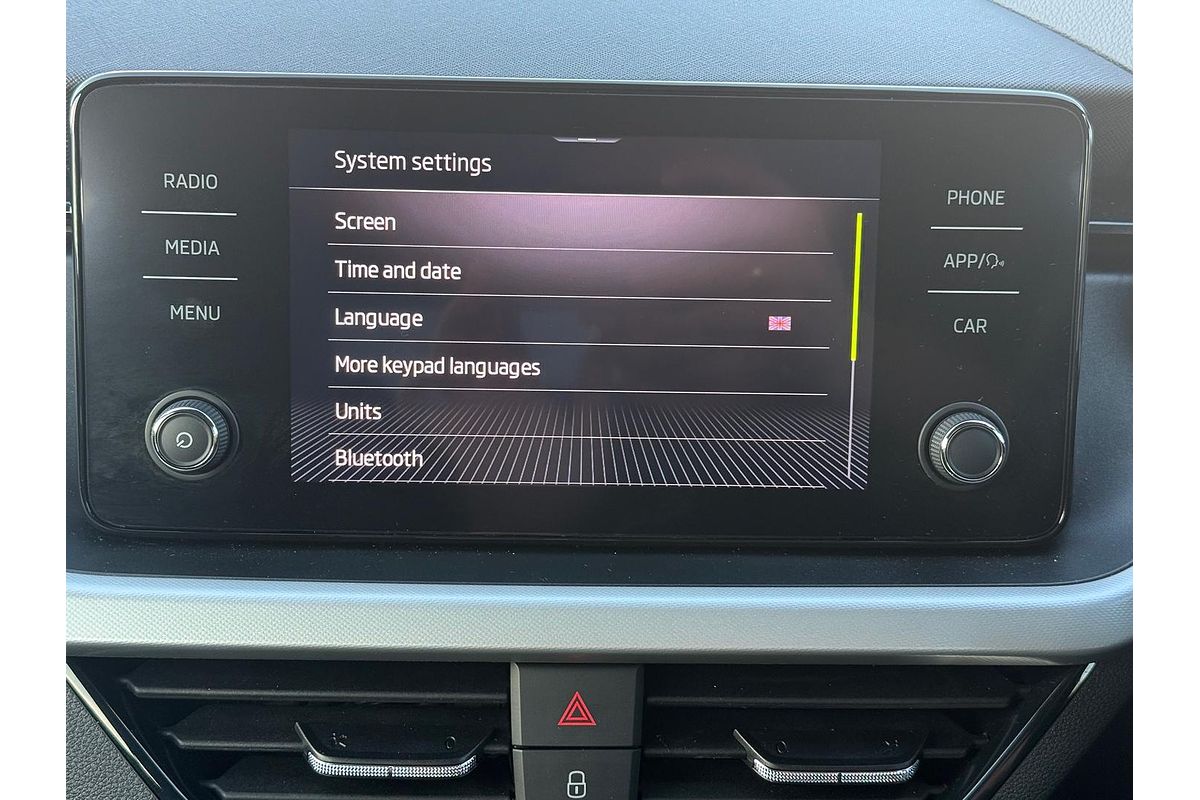 System settings
RADIO
MEDIA
MENU
Screen
Time and date
Language
More keypad languages
Units
Bluetooth
PHONE
APP/
CAR